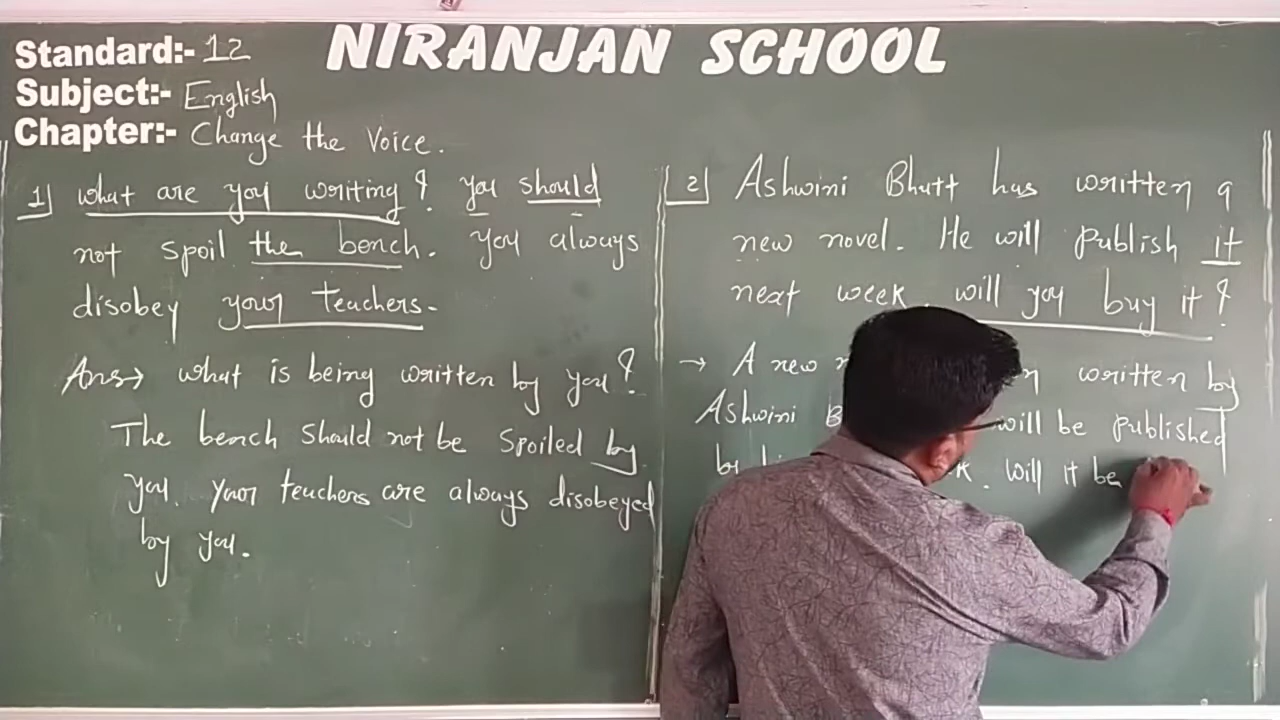 NIRANJAN SCHOOL
Standard:- 12
Subject:- English
Chapter:- Change the Voice.
1] what are you writing? you should
not spoil the bench. You always
disobey your teachers.
Ans→ what is being written by you?
The bench should not be spoiled by
you. Your teachers are always disobeyed
by you.
2] Ashwini Bhatt has written a
new novel. He will publish it
next week. will you buy it?
→ A new written by
Ashwini will be published
by Will it be